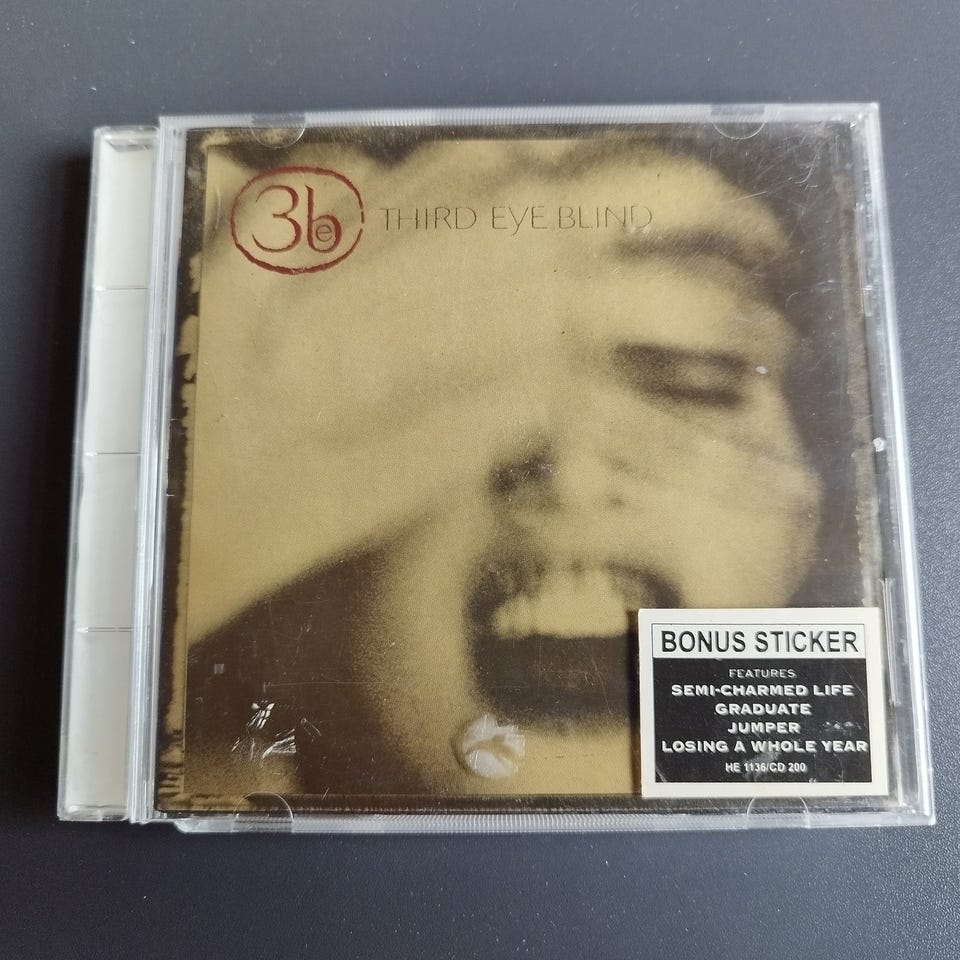 3eb THIRD EYE BLIND
BONUS STICKER
FEATURES
SEMI-CHARMED LIFE
GRADUATE
JUMPER
LOSING A WHOLE YEAR
HE 1136/CD 200